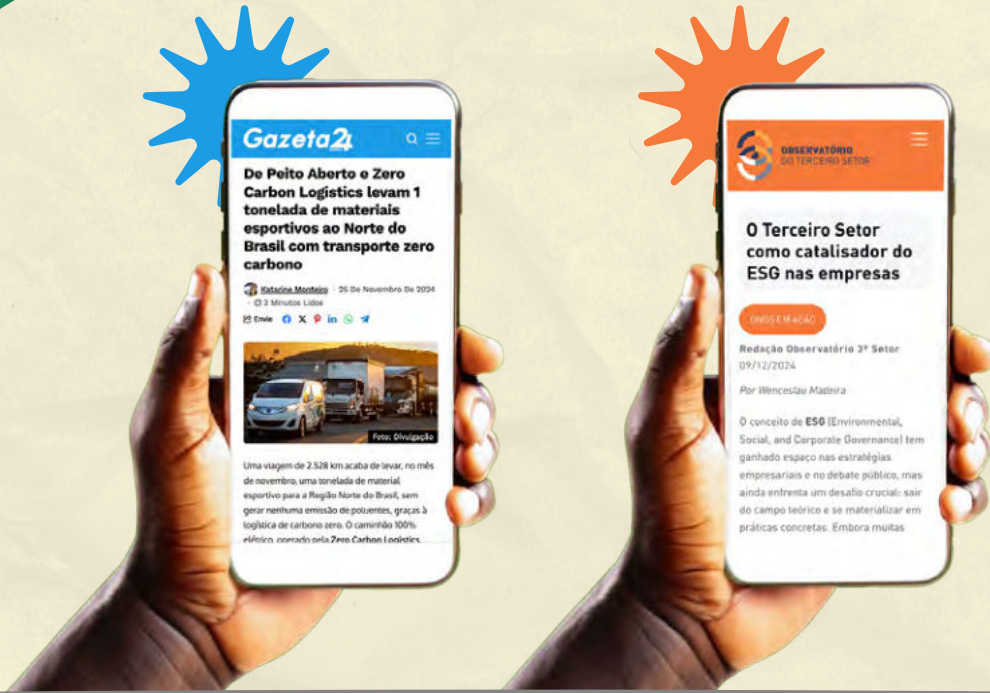 Gazeta24
De Peito Aberto e Zero
Carbon Logistics levam 1
tonelada de materiais
esportivos ao Norte do
Brasil com transporte zero
carbono
Katarine Monteiro · 25 De Novembro De 2024
· 2 Minutos Lidos
Envie
Foto: Divulgação
Uma viagem de 2.528 km acaba de levar, no mês
de novembro, uma tonelada de material
esportivo para a Região Norte do Brasil, sem
gerar nenhuma emissão de poluentes, graças à
logística de carbono zero. O caminhão 100%
elétrico, operado pela Zero Carbon Logistics,
OBSERVATÓRIO
DO TERCEIRO SETOR
O Terceiro Setor
como catalisador do
ESG nas empresas
ONGS EM AÇÃO
Redação Observatório 3º Setor
09/12/2024
Por Wenceslau Madeira
O conceito de ESG (Environmental,
Social, and Corporate Governance) tem
ganhado espaço nas estratégias
empresariais e no debate público, mas
ainda enfrenta um desafio crucial: sair
do campo teórico e se materializar em
práticas concretas. Embora muitas